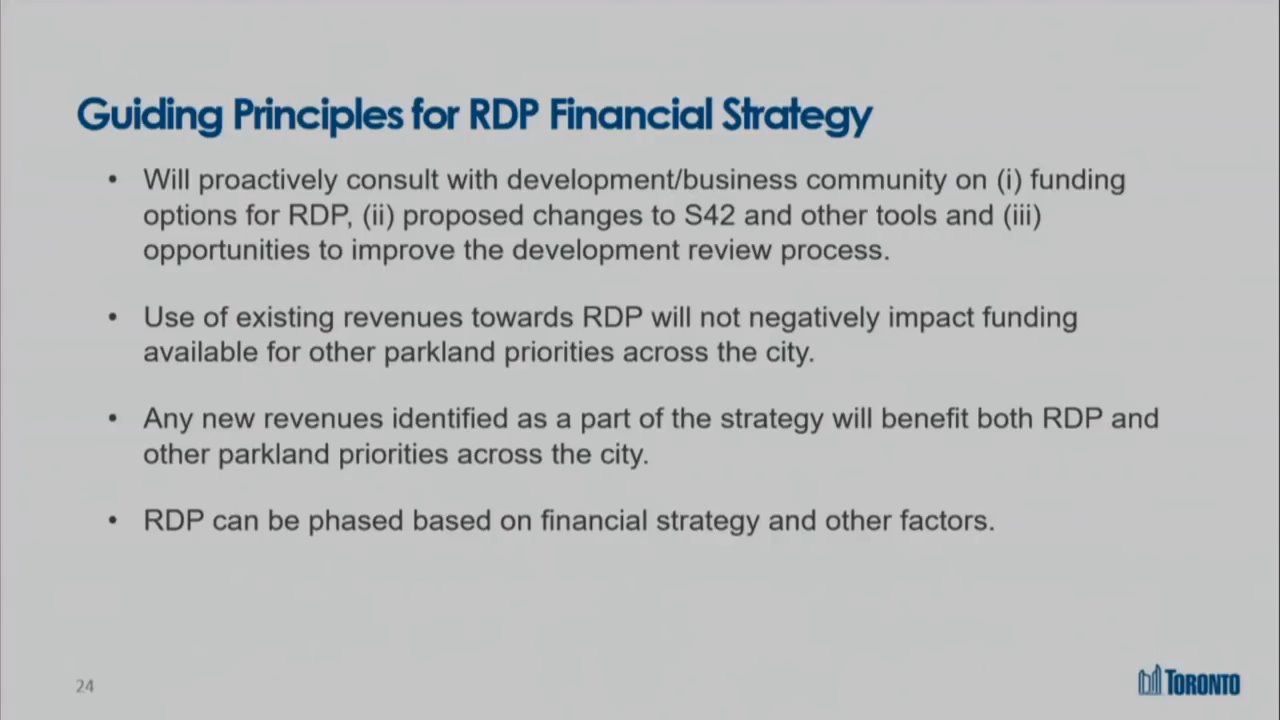 Guiding Principles for RDP Financial Strategy
• Will proactively consult with development/business community on (i) funding
options for RDP, (ii) proposed changes to S42 and other tools and (iii)
opportunities to improve the development review process.
• Use of existing revenues towards RDP will not negatively impact funding
available for other parkland priorities across the city.
• Any new revenues identified as a part of the strategy will benefit both RDP and
other parkland priorities across the city.
• RDP can be phased based on financial strategy and other factors.
24
TORONTO